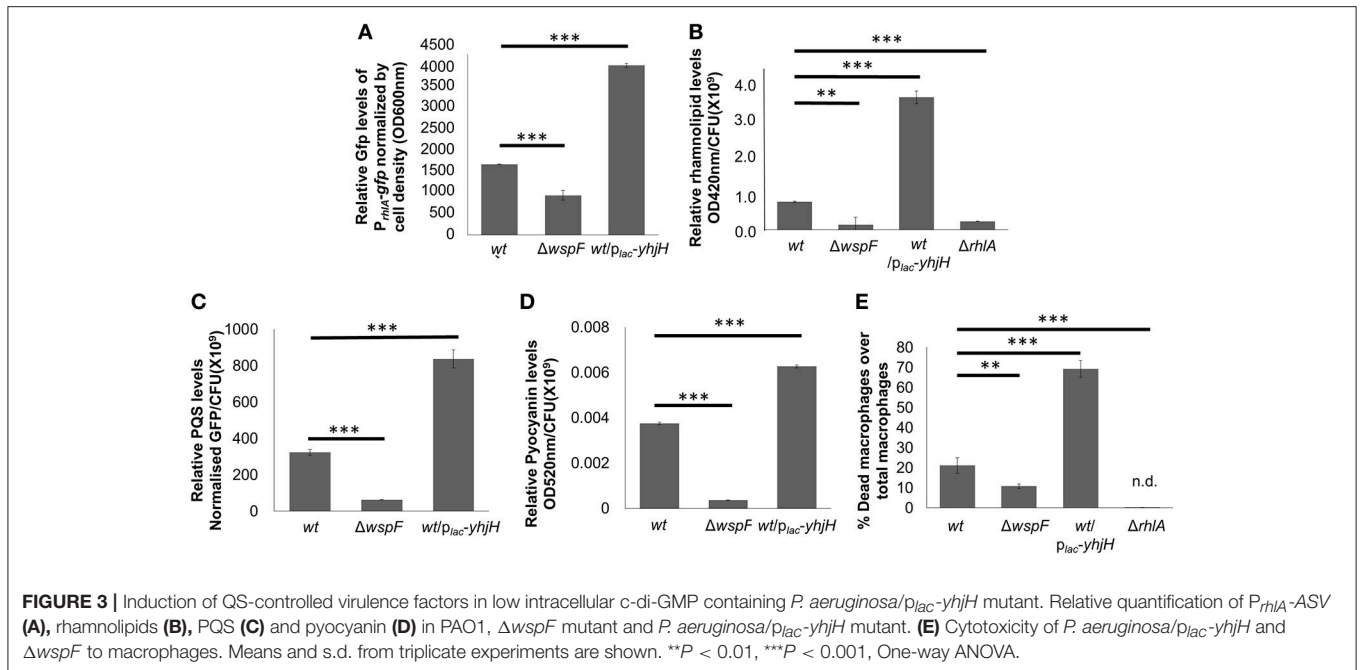 A
Relative Gfp levels of
PrhlA-gfp normalized by
cell density (OD600nm)
4500
4000
3500
3000
2500
2000
1500
1000
500
0
***
***
wt
ΔwspF
wt/plac-yhjH
B
Relative rhamnolipid levels
OD420nm/CFU(X10⁹)
4.0
3.0
2.0
1.0
0.0
***
***
**
wt
ΔwspF
wt
/plac-yhjH
ΔrhlA
C
Relative PQS levels
Normalised GFP/CFU(X10⁹)
1000
800
600
400
200
0
***
***
wt
ΔwspF
wt/plac-yhjH
D
Relative Pyocyanin levels
OD520nm/CFU(X10⁹)
0.008
0.006
0.004
0.002
0
***
***
wt
ΔwspF
wt/plac-yhjH
E
% Dead macrophages over
total macrophages
80
70
60
50
40
30
20
10
0
***
***
**
n.d.
wt
ΔwspF
wt/
plac-yhjH
ΔrhlA
FIGURE 3 | Induction of QS-controlled virulence factors in low intracellular c-di-GMP containing P. aeruginosa/plac-yhjH mutant. Relative quantification of PrhlA-ASV
(A), rhamnolipids (B), PQS (C) and pyocyanin (D) in PAO1, ΔwspF mutant and P. aeruginosa/plac-yhjH mutant. (E) Cytotoxicity of P. aeruginosa/plac-yhjH and
ΔwspF to macrophages. Means and s.d. from triplicate experiments are shown. **P < 0.01, ***P < 0.001, One-way ANOVA.